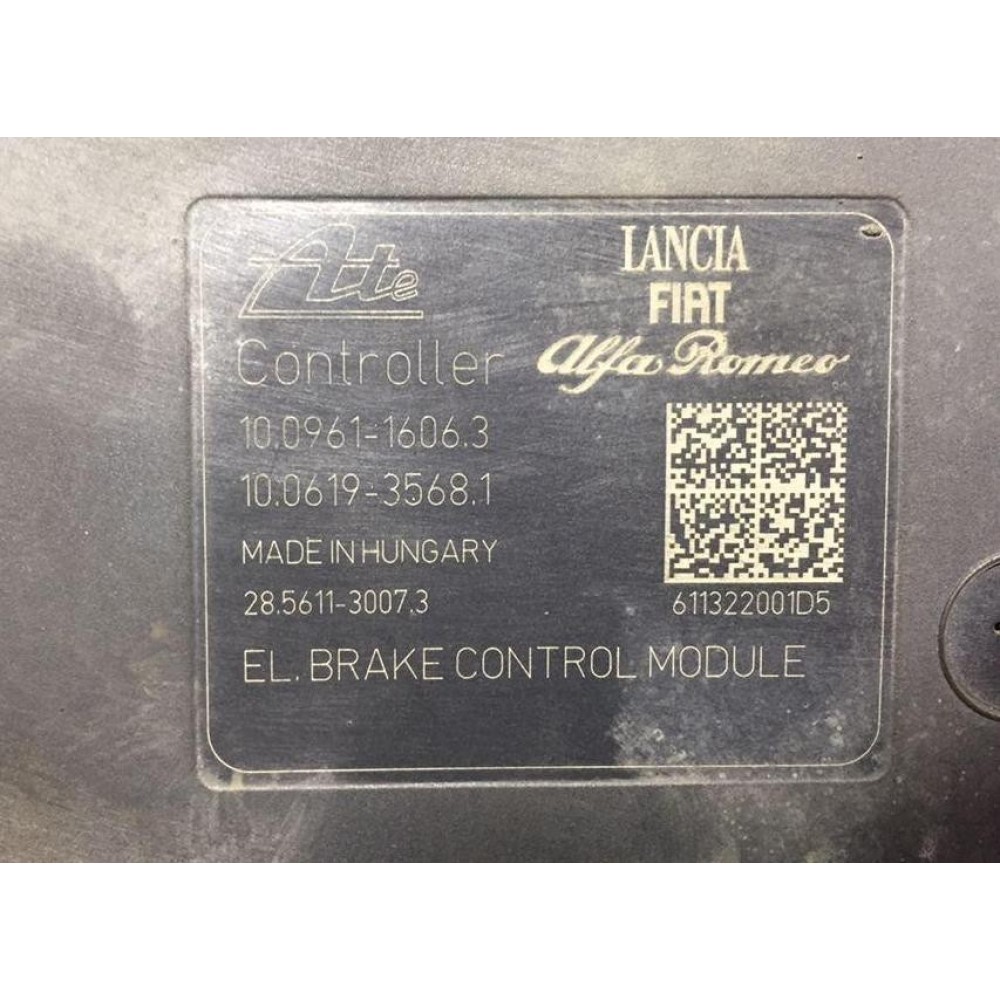 Ate
LANCIA
FIAT
Alfa Romeo
Controller
10.0961-1606.3
10.0619-3568.1
MADE IN HUNGARY
28.5611-3007.3
611322001D5
EL. BRAKE CONTROL MODULE